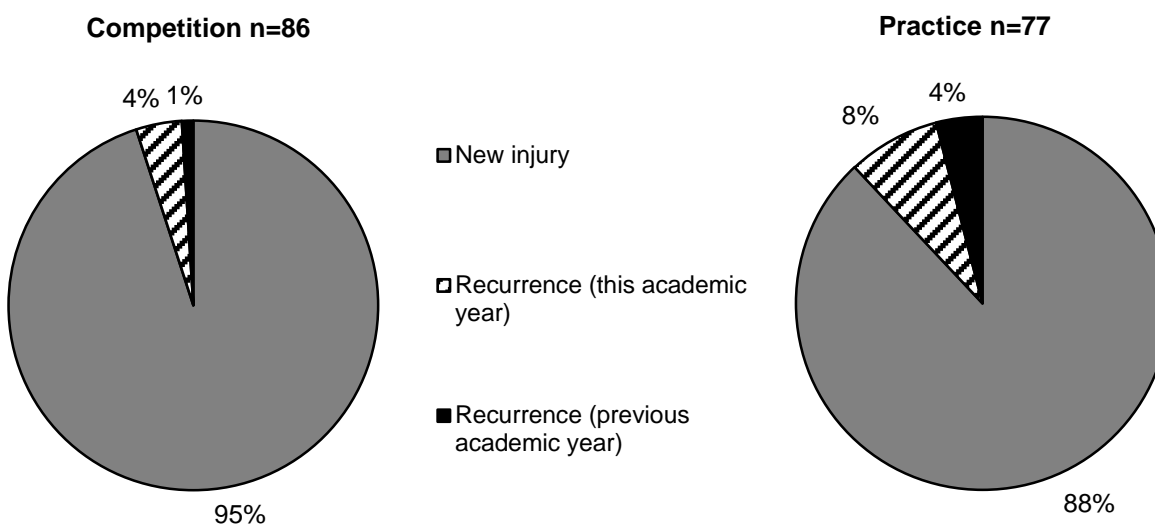 Competition n=86
4%
1%
95%
New injury
Recurrence (this academic
year)
Recurrence (previous
academic year)
Practice n=77
8%
4%
88%